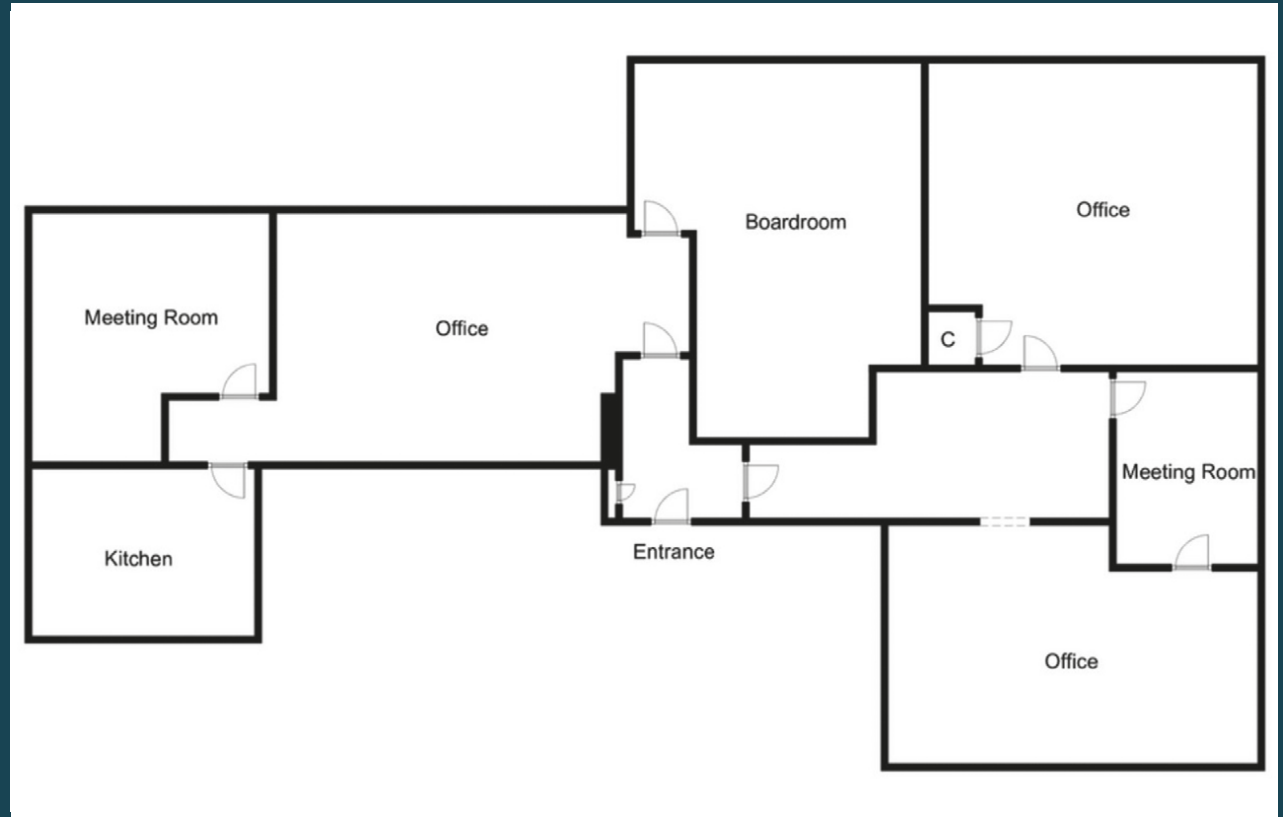 Office
Boardroom
Meeting Room
Office
C
Meeting Room
Entrance
Kitchen
Office